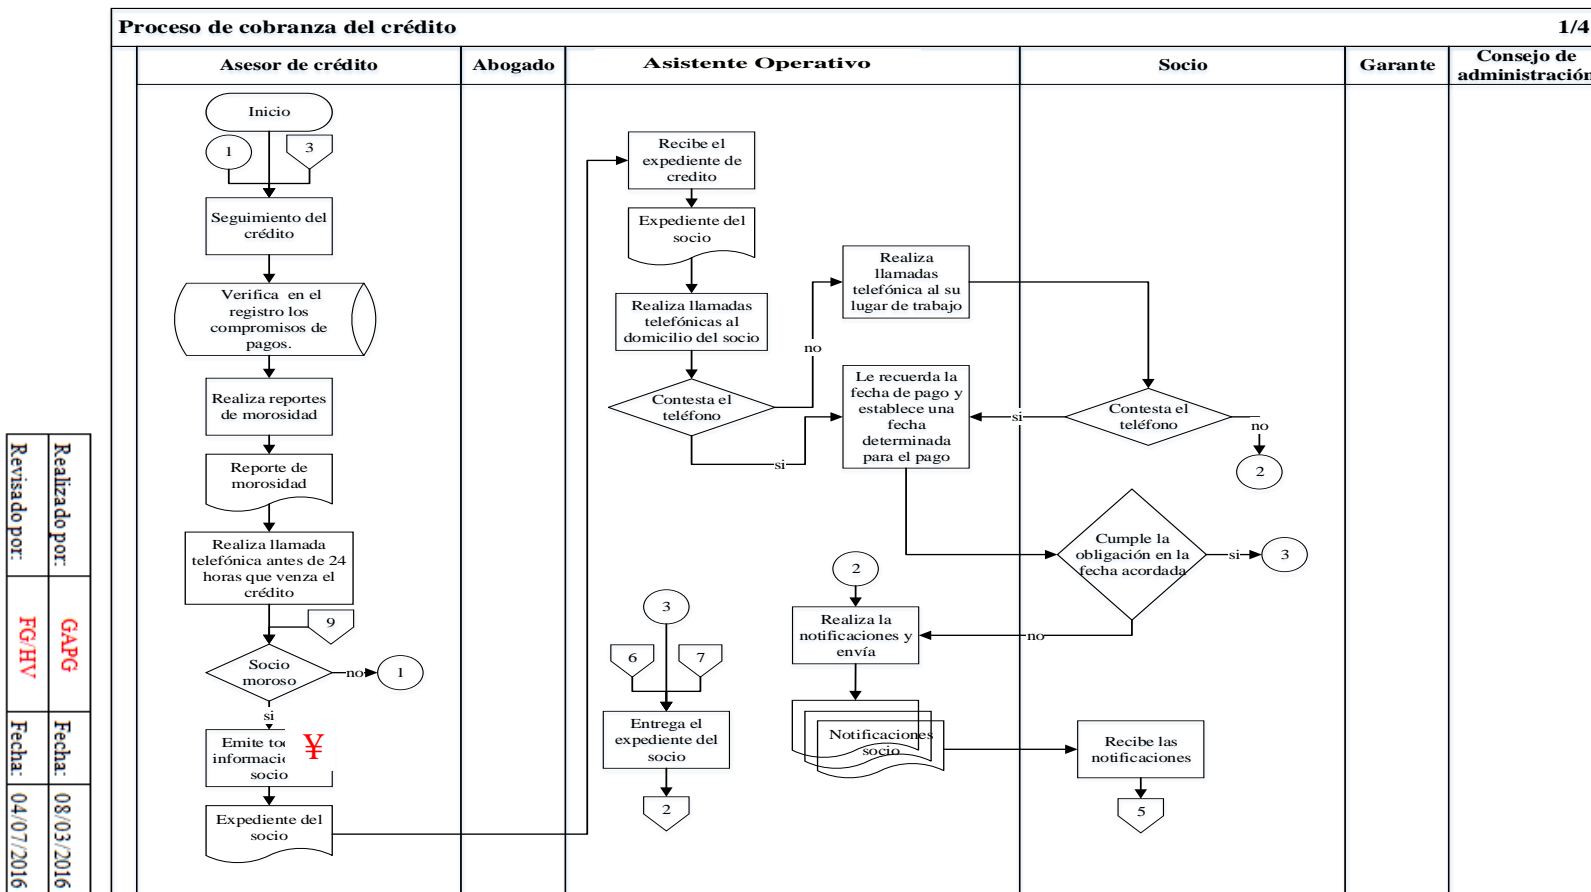 Proceso de cobranza del crédito 1/4
Asesor de crédito Abogado Asistente Operativo Socio Garante Consejo de
administración
Inicio
1 3
Seguimiento del
crédito
Verifica en el
registro los
compromisos de
pagos.
Realiza reportes
de morosidad
Reporte de
morosidad
Realiza llamada
telefónica antes de 24
horas que venza el
crédito
9
Socio
moroso
no
1
si
Emite
¥
socio
Expediente del
socio
Recibe el
expediente de
credito
Expediente del
socio
Realiza llamadas
telefónicas al
domicilio del socio
Contesta el
teléfono
no
si
Realiza
llamadas
telefónica al su
lugar de trabajo
Le recuerda la
fecha de pago y
establece una
fecha
determinada
para el pago
Contesta el
teléfono
si
no
2
Cumple la
obligación en la
fecha acordada
si
3
no
2
Realiza la
notificaciones y
envía
Notificaciones
socio
Recibe las
notificaciones
5
3
6 7
Entrega el
expediente del
socio
2
Realizado por: GAPG Fecha: 08/03/2016
Revisado por: FG/HV Fecha: 04/07/2016